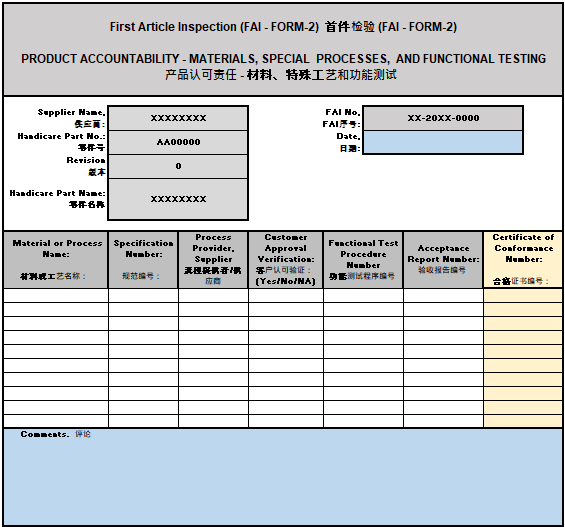 First Article Inspection (FAI - FORM-2) 首件检验 (FAI - FORM-2)
PRODUCT ACCOUNTABILITY - MATERIALS, SPECIAL PROCESSES, AND FUNCTIONAL TESTING
产品认可责任 - 材料、特殊工艺和功能测试
Supplier Name.
供应商:
XXXXXXXX
FAI No.
FAI序号:
XX-20XX-0000
Handicare Part No.:
零件号
AA00000
Date.
日期:
Revision
版本
0
Handicare Part Name:
零件名称
XXXXXXXX
Material or Process
Name:
材料或工艺名称：
Specification
Number:
规范编号：
Process
Provider,
Supplier
流程提供者/供
应商
Customer
Approval
Verification:
客户认可验证：
(Yes/No/NA)
Functional Test
Procedure
Number
功能测试程序编号
Acceptance
Report Number:
验收报告编号
Certificate of
Conformance
Number:
合格证书编号：
Comments. 评论